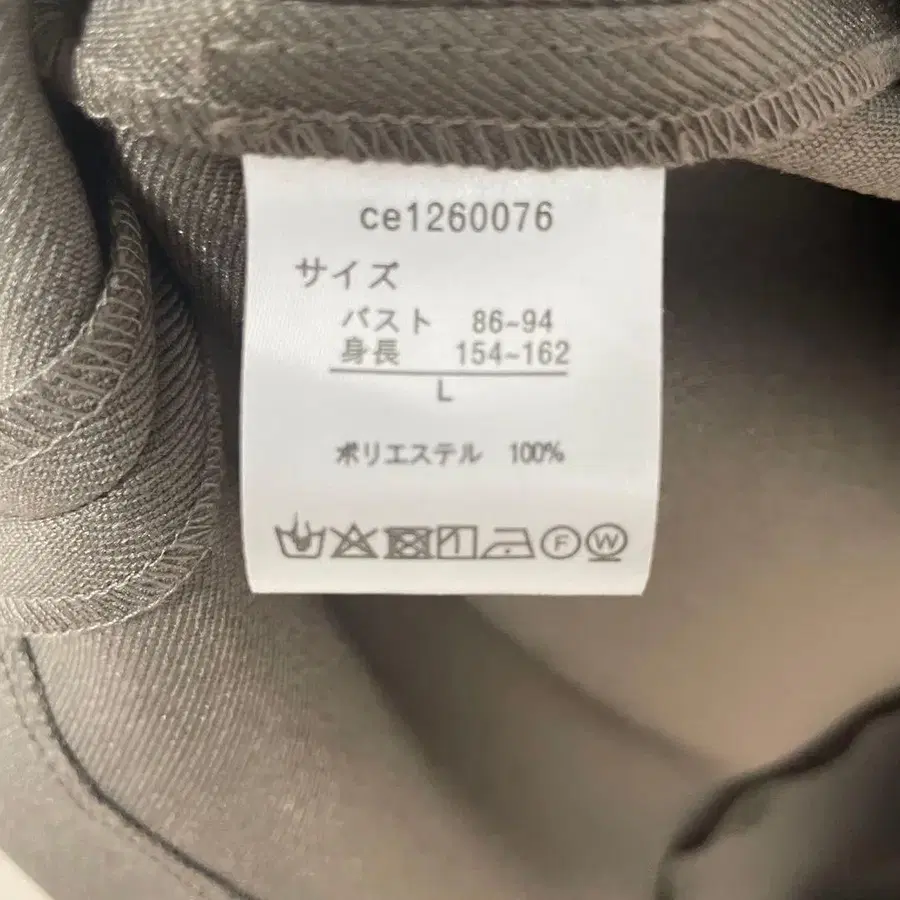 ce1260076
サイズ
バスト 86~94
身長 154~162
L
ポリエステル 100%
F W